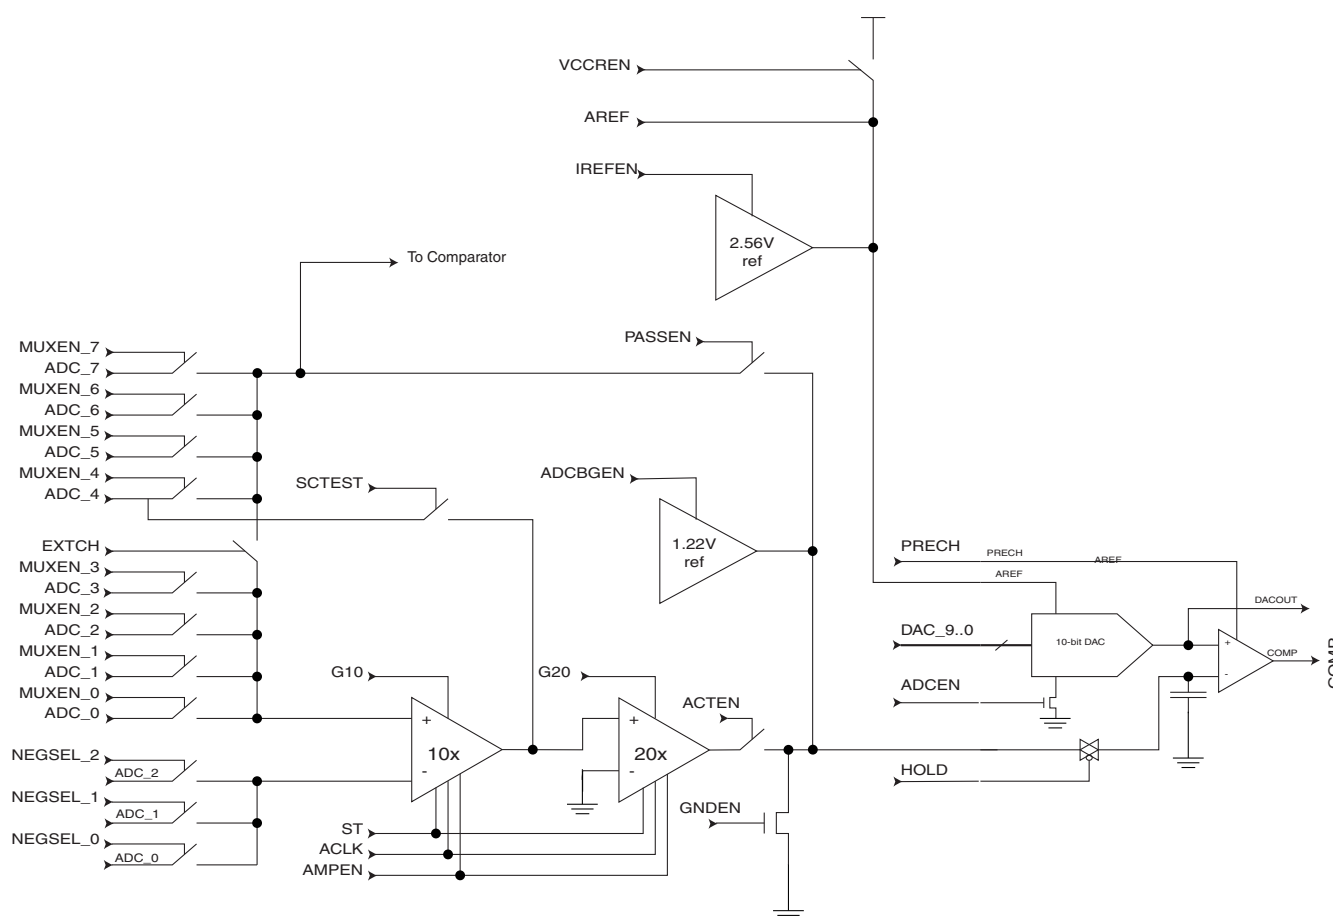 VCCREN
AREF
IREFEN
2.56V
ref
To Comparator
PASSEN
MUXEN_7
ADC_7
MUXEN_6
ADC_6
MUXEN_5
ADC_5
MUXEN_4
ADC_4
SCTEST
ADCBGEN
1.22V
ref
EXTCH
MUXEN_3
ADC_3
MUXEN_2
ADC_2
MUXEN_1
ADC_1
MUXEN_0
ADC_0
PRECH
PRECH
AREF
AREF
DACOUT
DAC_9..0
10-bit DAC
+
-
COMP
COMP
ADCEN
HOLD
G10
+
10x
-
G20
+
20x
-
ACTEN
NEGSEL_2
ADC_2
NEGSEL_1
ADC_1
NEGSEL_0
ADC_0
GNDEN
ST
ACLK
AMPEN